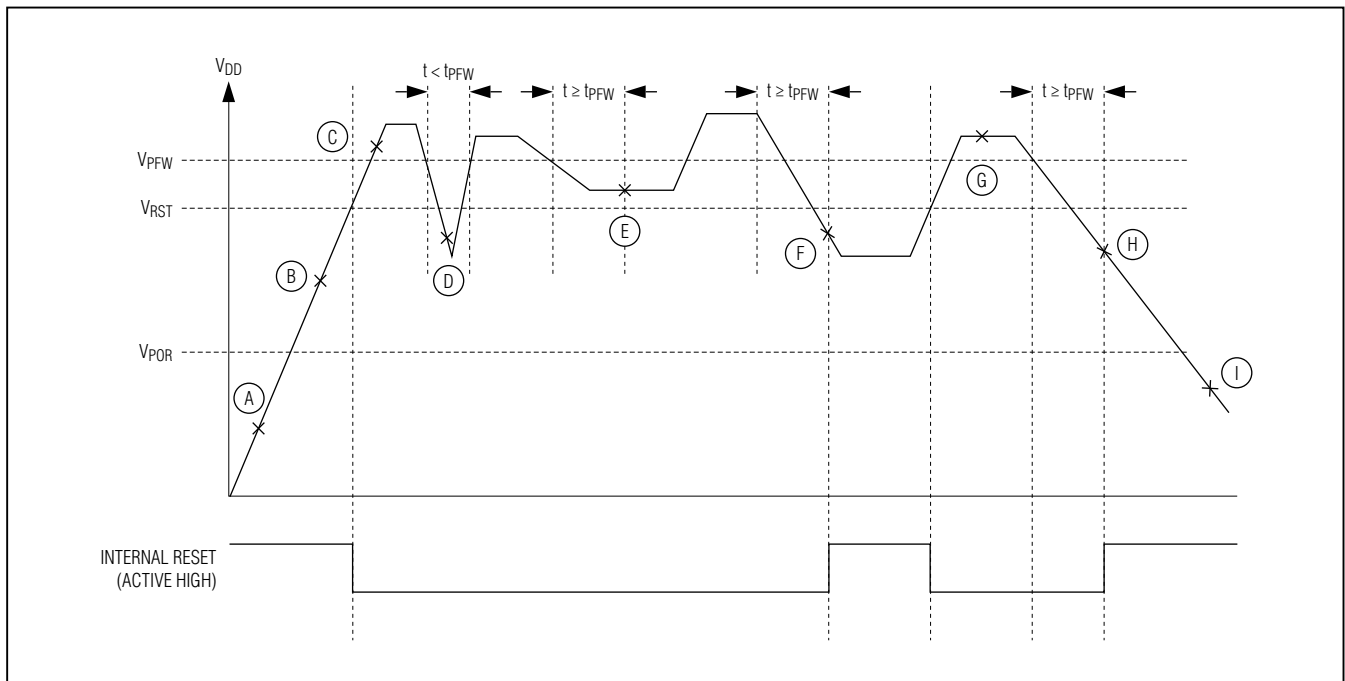 VDD
t < tPFW
t ≥ tPFW
t ≥ tPFW
t ≥ tPFW
C
VPFW
G
VRST
E
F
H
B
D
VPOR
I
A
INTERNAL RESET
(ACTIVE HIGH)